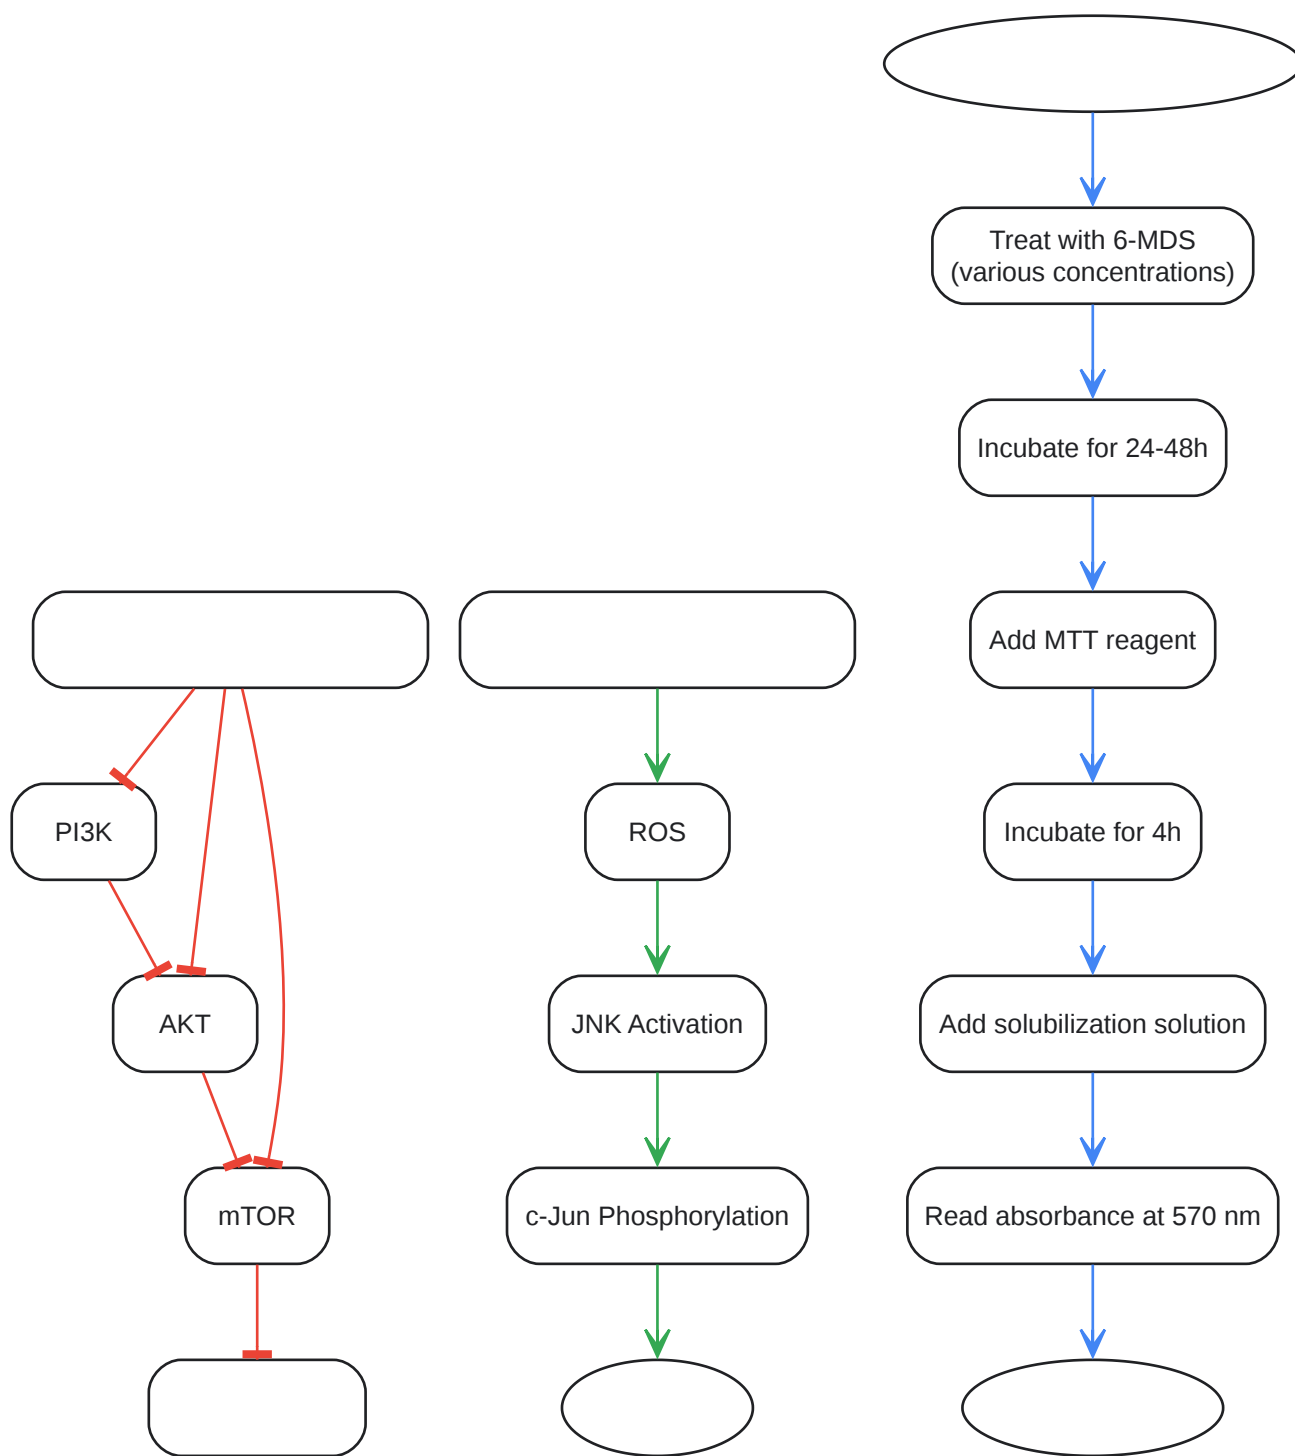 Treat with 6-MDS
(various concentrations)
Incubate for 24-48h
Add MTT reagent
PI3K
ROS
Incubate for 4h
AKT
JNK Activation
Add solubilization solution
mTOR
c-Jun Phosphorylation
Read absorbance at 570 nm